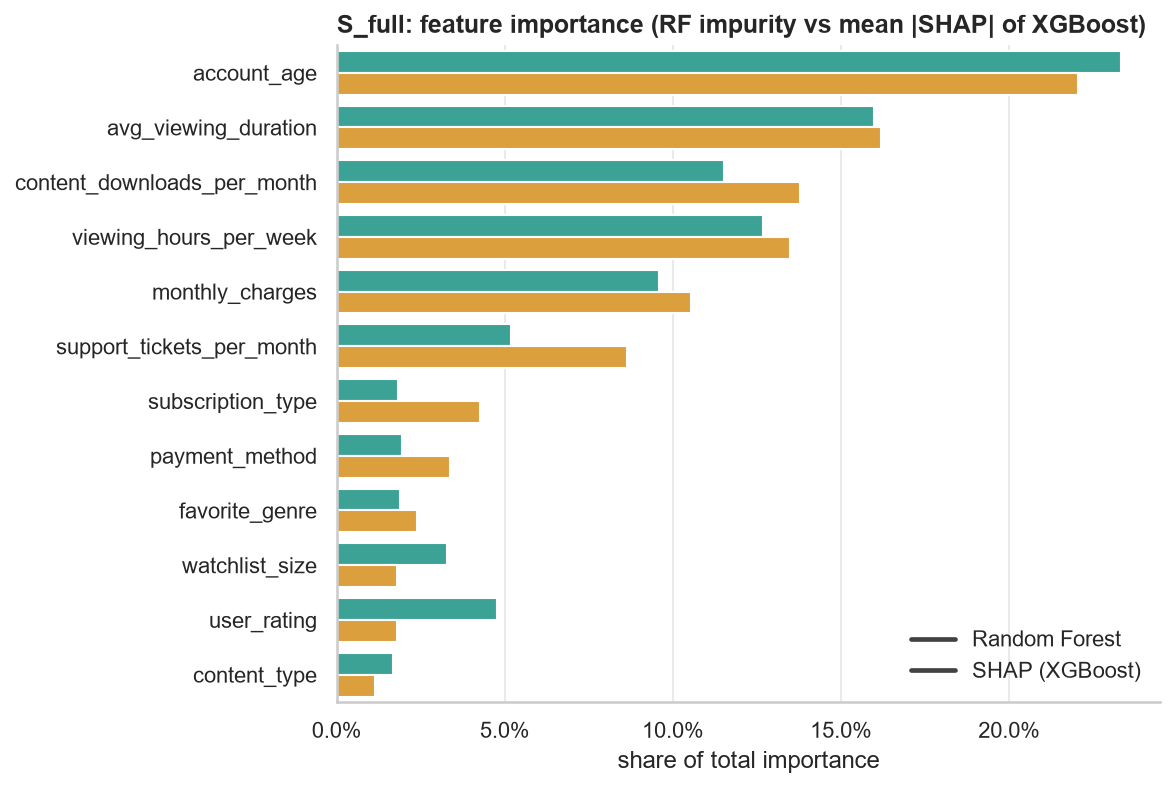 S_full: feature importance (RF impurity vs mean |SHAP| of XGBoost)
account_age
avg_viewing_duration
content_downloads_per_month
viewing_hours_per_week
monthly_charges
support_tickets_per_month
subscription_type
payment_method
favorite_genre
watchlist_size
user_rating
content_type
Random Forest
SHAP (XGBoost)
0.0% 5.0% 10.0% 15.0% 20.0%
share of total importance